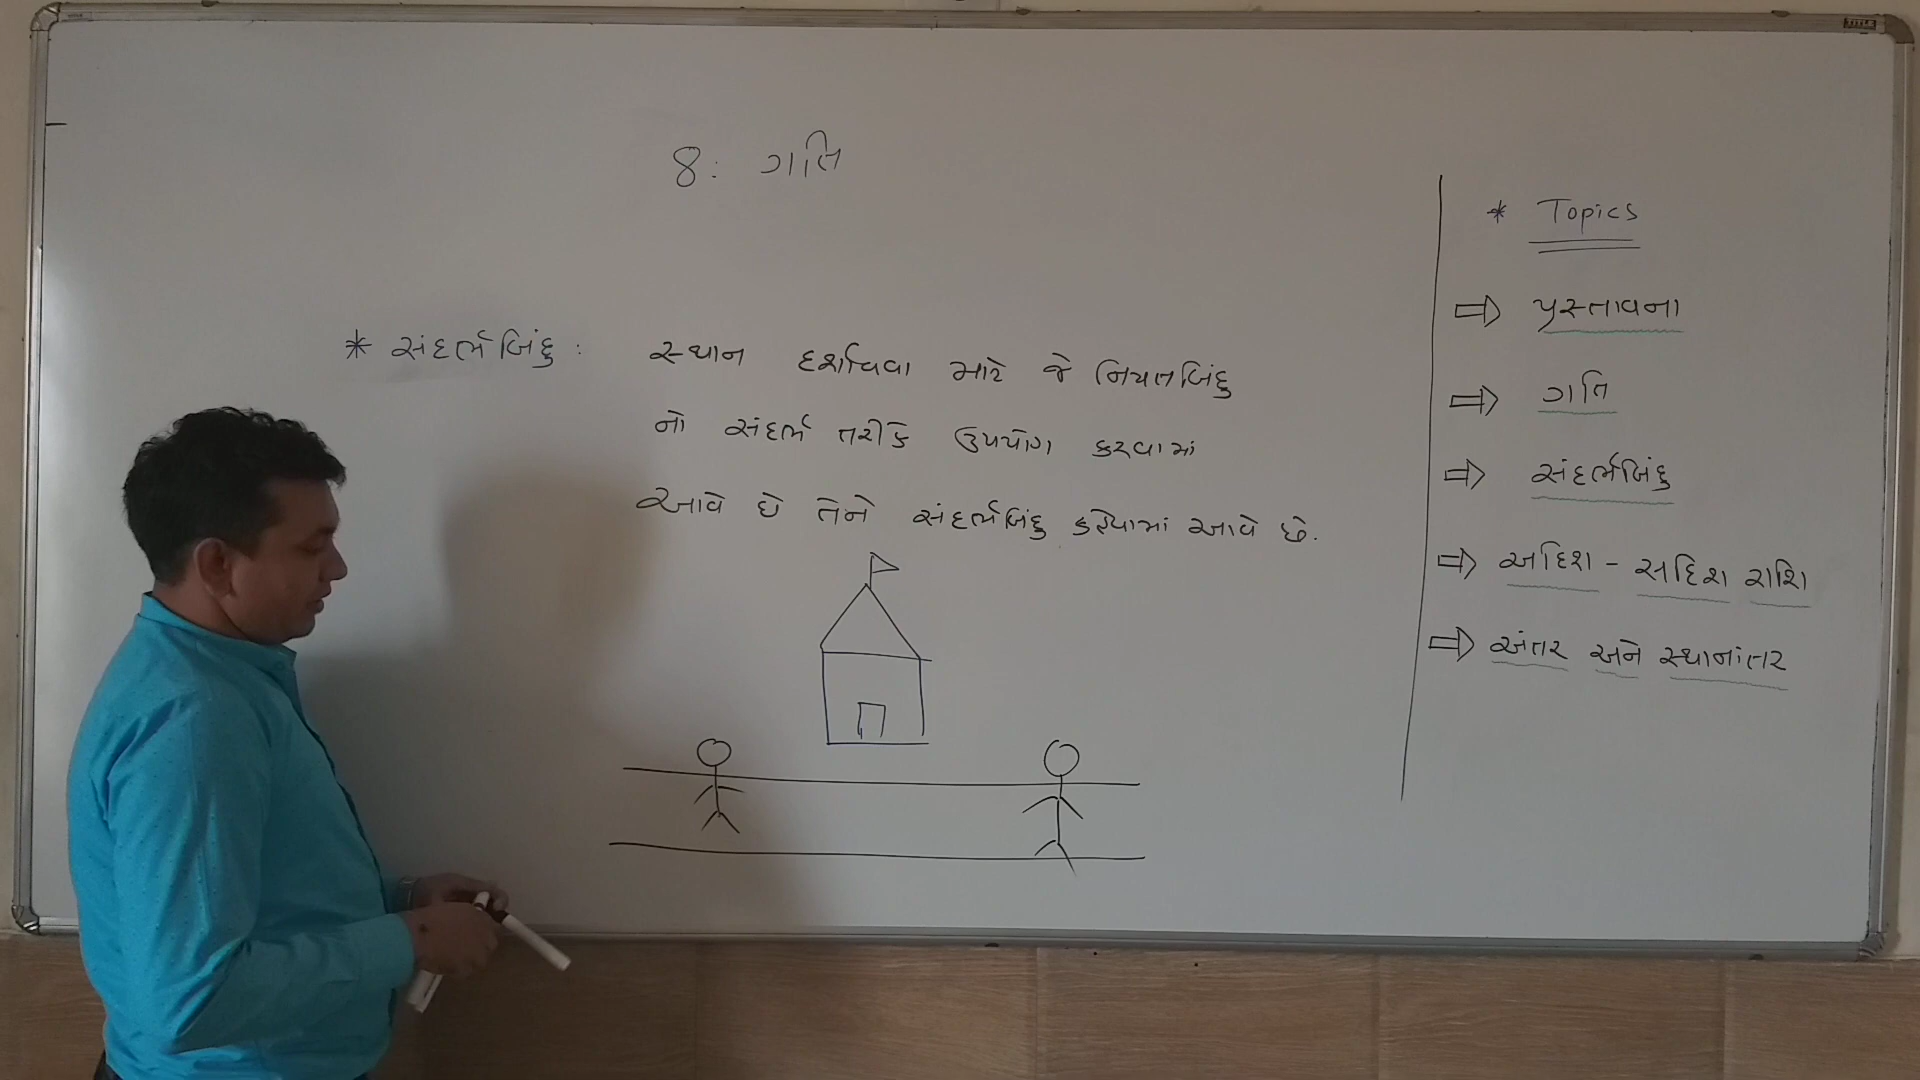 8: ગતિ
* સંદર્ભબિંદુ: સ્થાન દર્શાવવા માટે જે નિયતબિંદુ
નો સંદર્ભ તરીકે ઉપયોગ કરવામાં
આવે છે તેને સંદર્ભબિંદુ કહેવામાં આવે છે.
* Topics
⇒ પ્રસ્તાવના
⇒ ગતિ
⇒ સંદર્ભબિંદુ
⇒ અદિશ - સદિશ રાશિ
⇒ અંતર અને સ્થાનાંતર